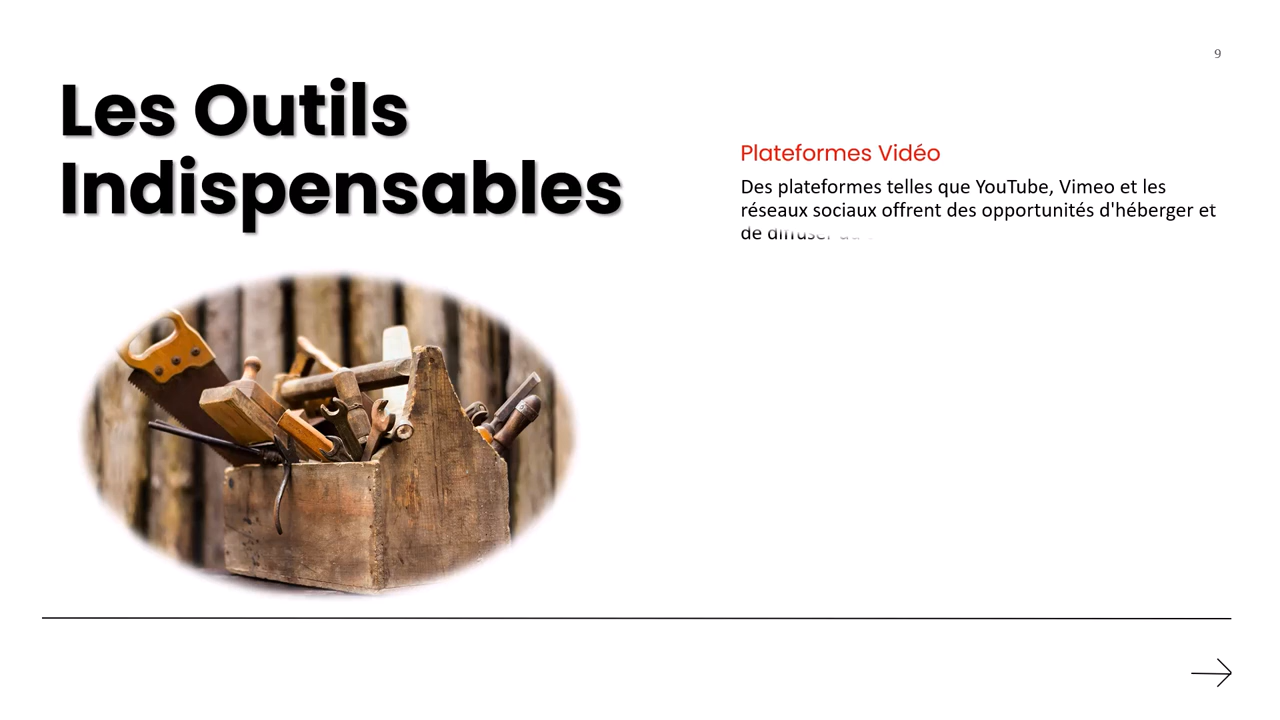 9
Les Outils
Indispensables
Plateformes Vidéo
Des plateformes telles que YouTube, Vimeo et les
réseaux sociaux offrent des opportunités d'héberger et
de diffuser